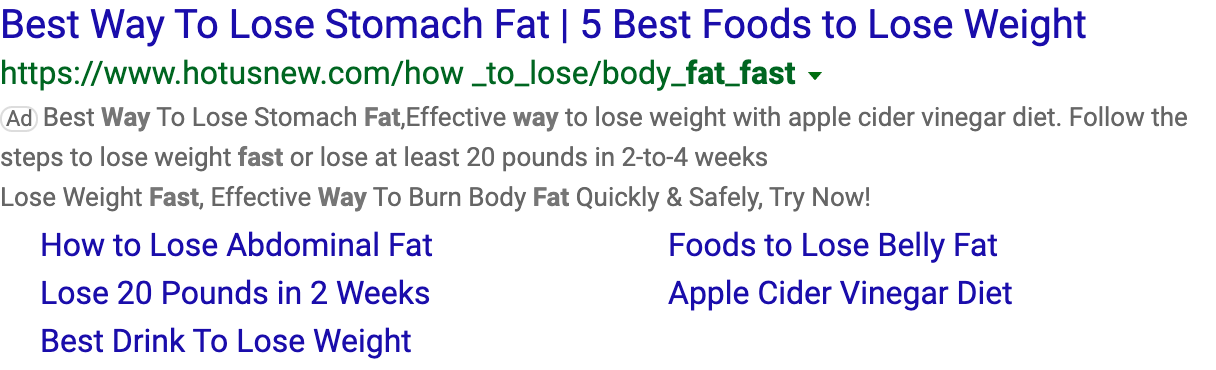 Best Way To Lose Stomach Fat | 5 Best Foods to Lose Weight
https://www.hotusnew.com/how _to_lose/body_fat_fast
Ad Best Way To Lose Stomach Fat,Effective way to lose weight with apple cider vinegar diet. Follow the
steps to lose weight fast or lose at least 20 pounds in 2-to-4 weeks
Lose Weight Fast, Effective Way To Burn Body Fat Quickly & Safely, Try Now!
How to Lose Abdominal Fat
Foods to Lose Belly Fat
Lose 20 Pounds in 2 Weeks
Apple Cider Vinegar Diet
Best Drink To Lose Weight